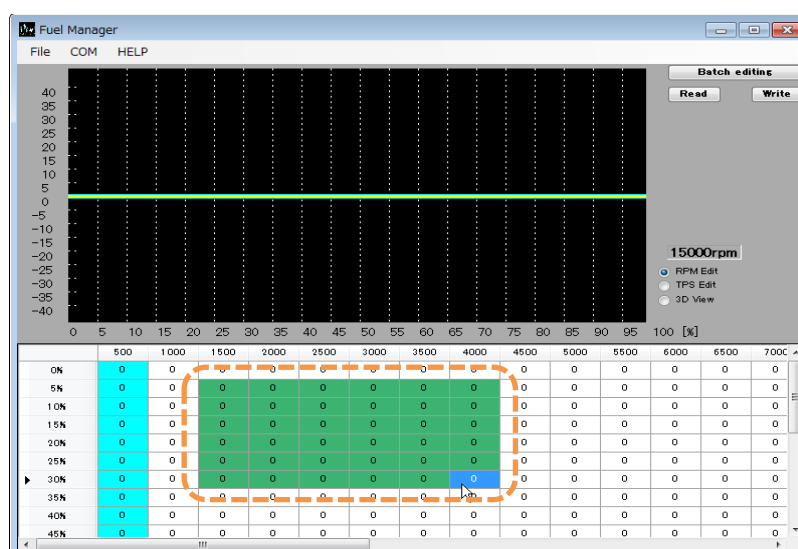 Fuel Manager
File COM HELP
Batch editing
Read Write
40
35
30
25
20
15
10
5
0
-5
-10
-15
-20
-25
-30
-35
-40
15000rpm
RPM Edit
TPS Edit
3D View
0 5 10 15 20 25 30 35 40 45 50 55 60 65 70 75 80 85 90 95 100 [%]
500 1000 1500 2000 2500 3000 3500 4000 4500 5000 5500 6000 6500 7000
0% 0 0 0 0 0 0 0 0 0 0 0 0 0 0
5% 0 0 0 0 0 0 0 0 0 0 0 0 0 0
10% 0 0 0 0 0 0 0 0 0 0 0 0 0 0
15% 0 0 0 0 0 0 0 0 0 0 0 0 0 0
20% 0 0 0 0 0 0 0 0 0 0 0 0 0 0
25% 0 0 0 0 0 0 0 0 0 0 0 0 0 0
30% 0 0 0 0 0 0 0 0 0 0 0 0 0 0
35% 0 0 0 0 0 0 0 0 0 0 0 0 0 0
40% 0 0 0 0 0 0 0 0 0 0 0 0 0 0
45% 0 0 0 0 0 0 0 0 0 0 0 0 0 0